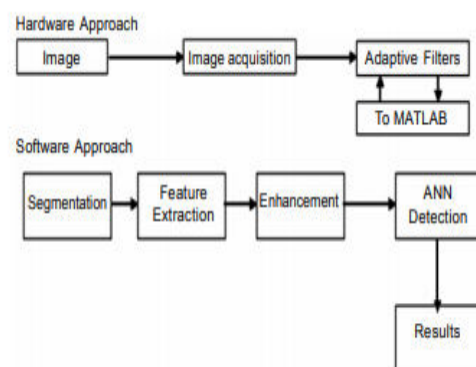 Hardware Approach
Image
Image acquisition
Adaptive Filters
To MATLAB
Software Approach
Segmentation
Feature
Extraction
Enhancement
ANN
Detection
Results